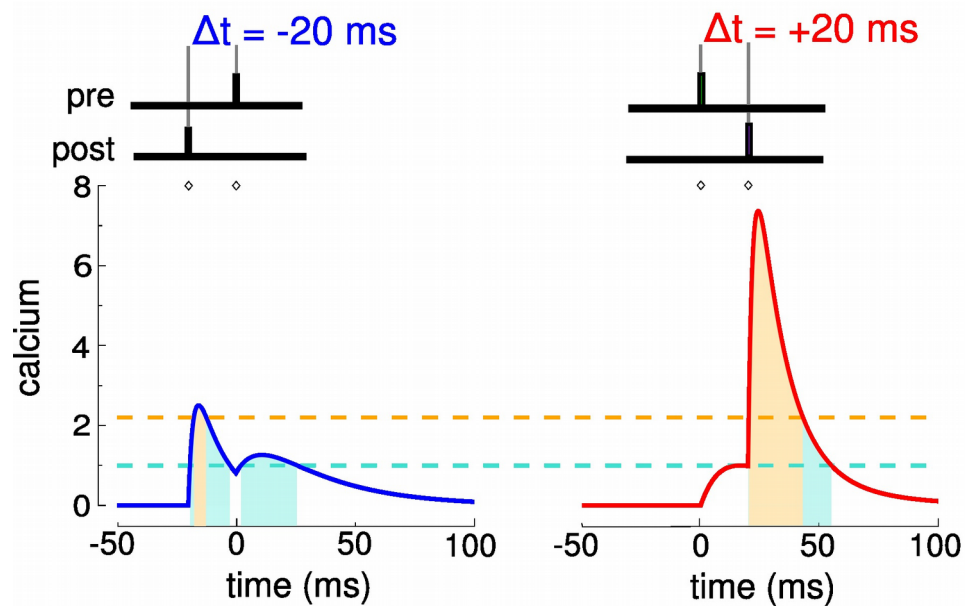 Δt = -20 ms
Δt = +20 ms
pre
post
8
6
4
2
0
calcium
-50
0
50
100
-50
0
50
100
time (ms)
time (ms)